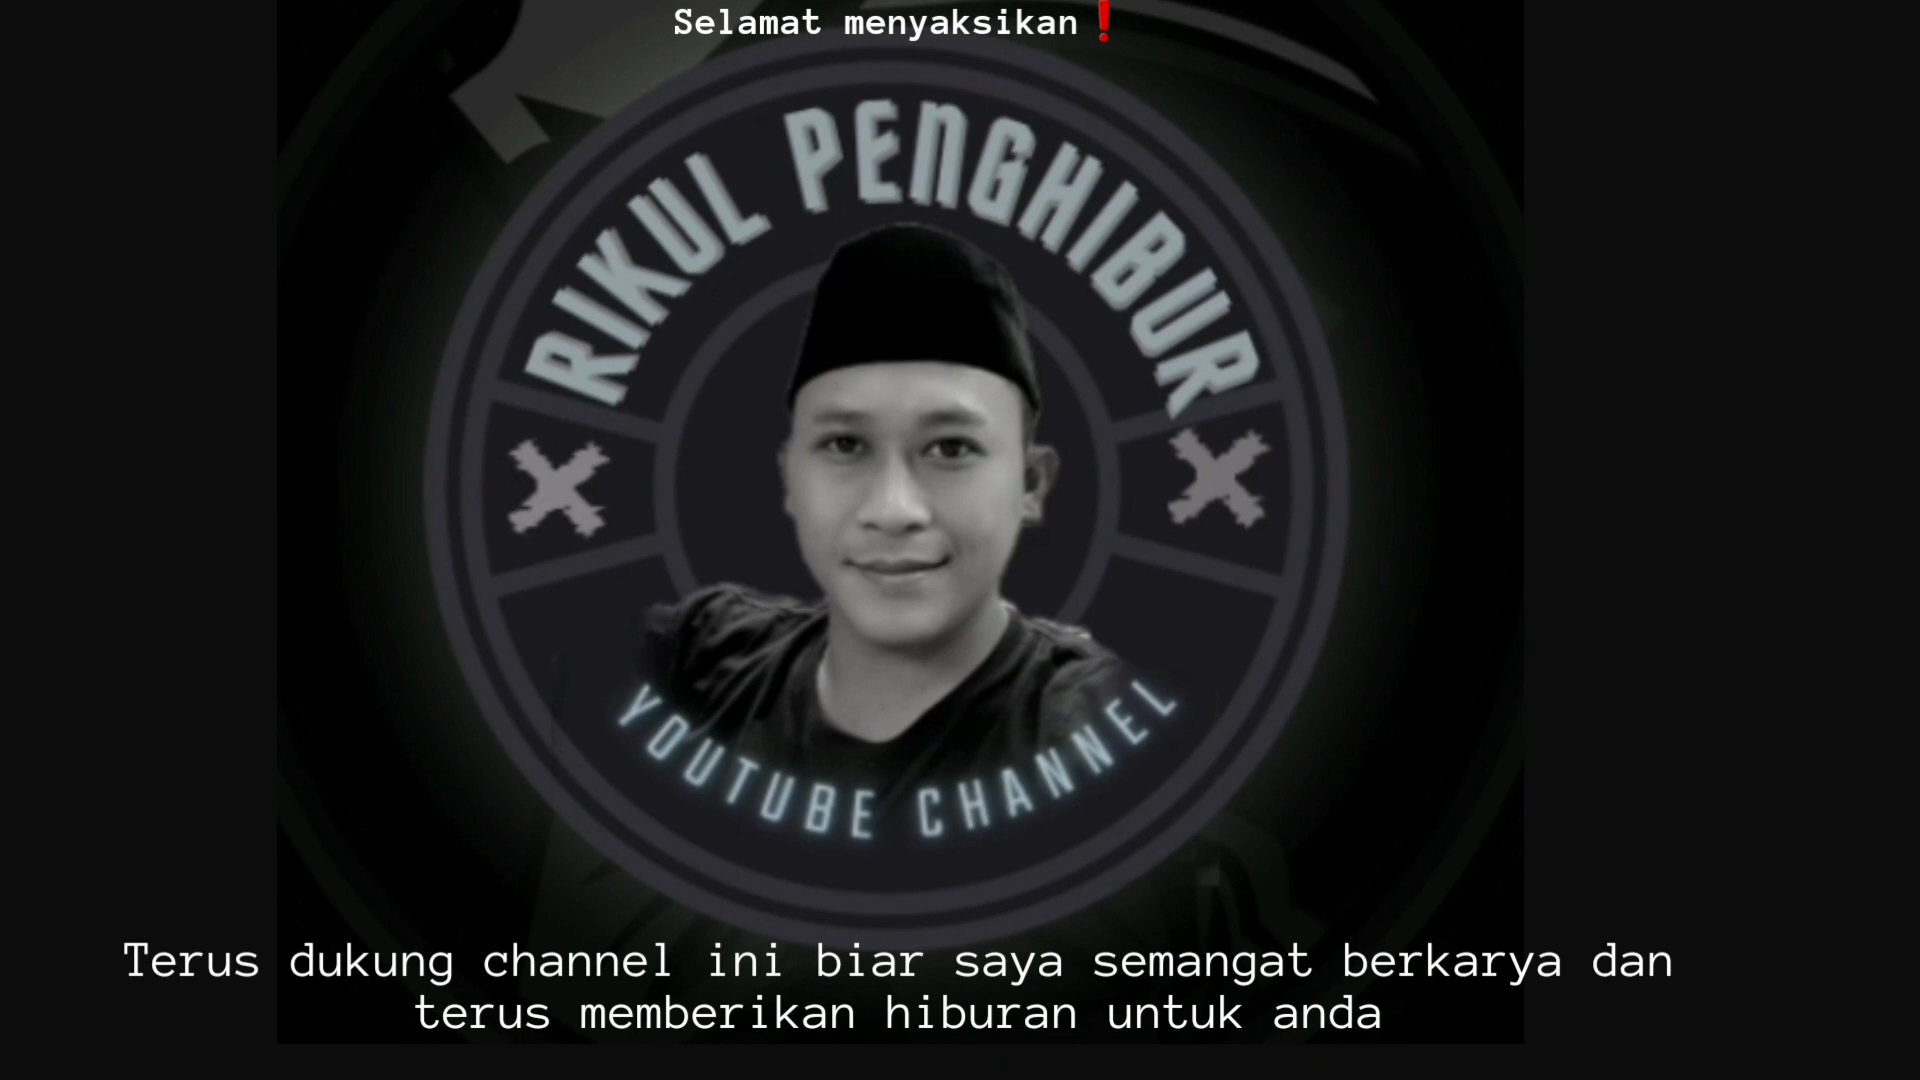 Selamat menyaksikan❗
RIKUL PENGHIBUR
YOUTUBE CHANNEL
Terus dukung channel ini biar saya semangat berkarya dan
terus memberikan hiburan untuk anda